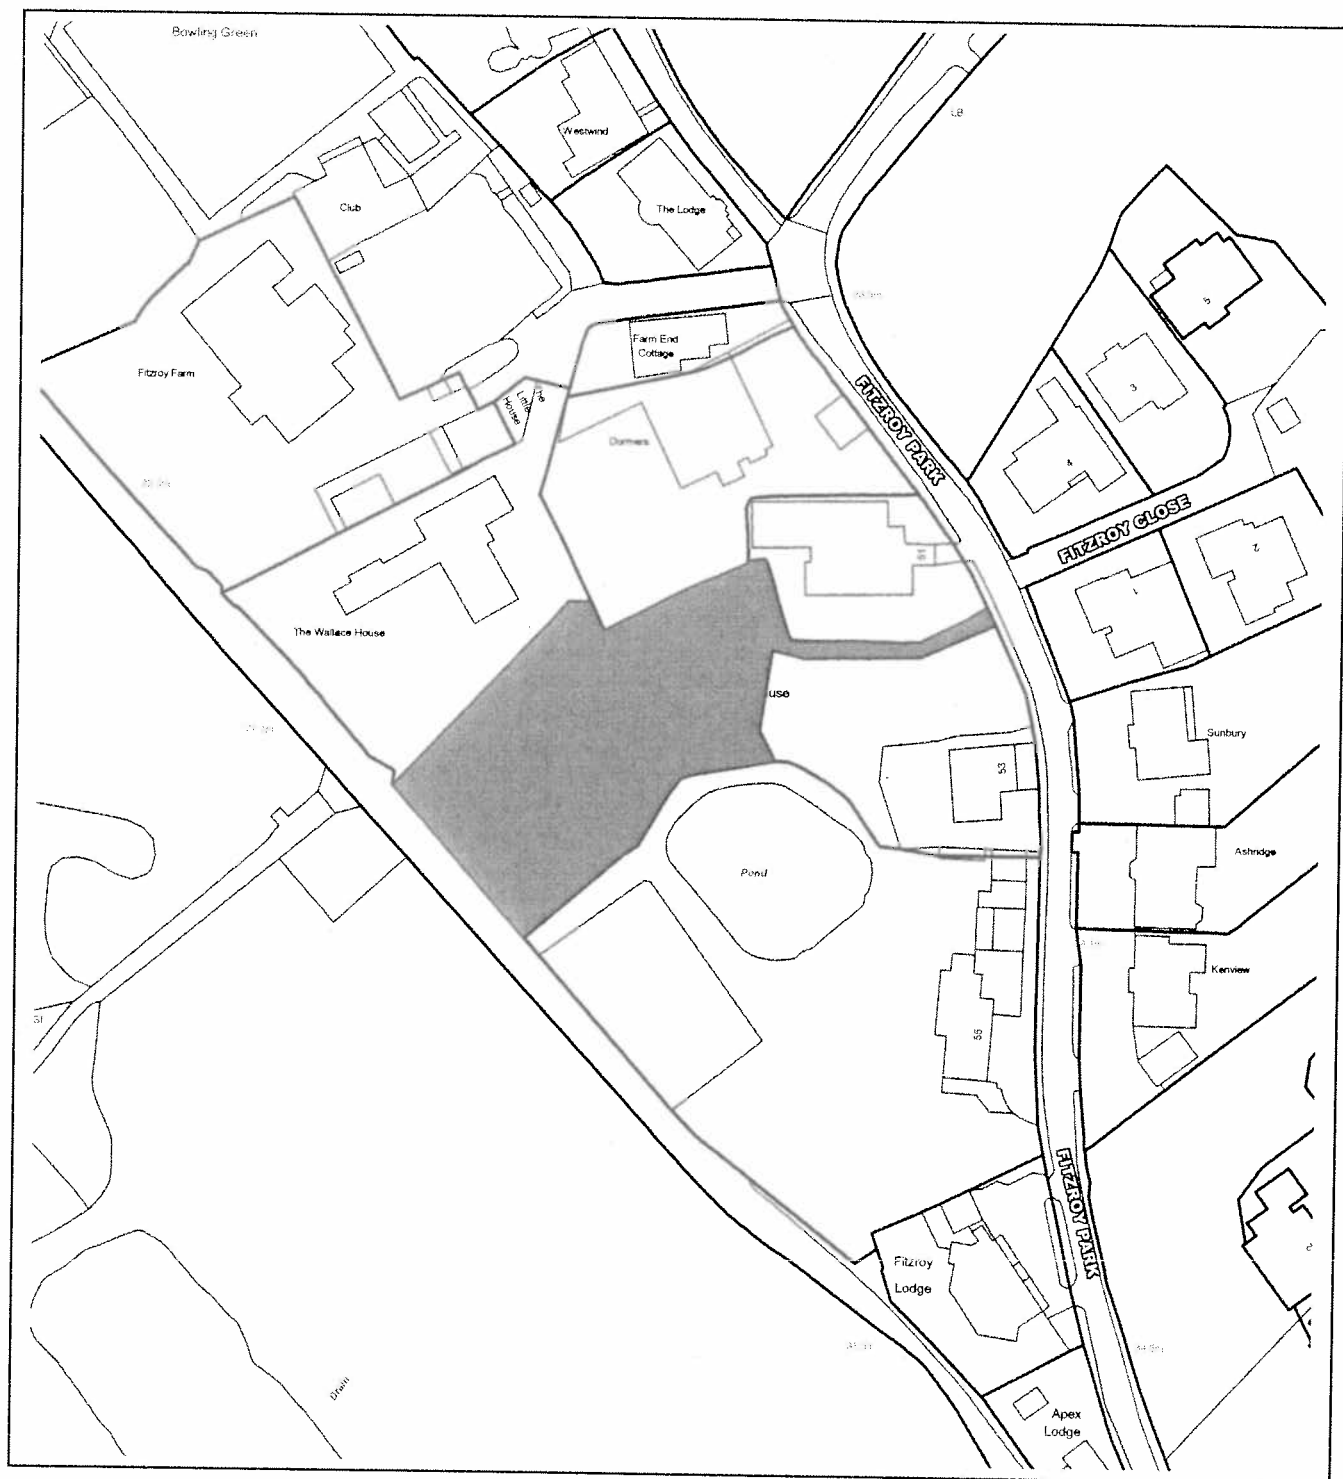 Bowling Green
LB
Westwind
Club
The Lodge
5
Farm End
Cottage
FITZROY PARK
Fitzroy Farm
3
The
Little
House
Dormers
4
FITZROY CLOSE
51
2
1
The Wallace House
use
Sunbury
53
Ashridge
Pond
Kenview
55
FITZROY PARK
Fitzroy
Lodge
Drain
Apex
Lodge